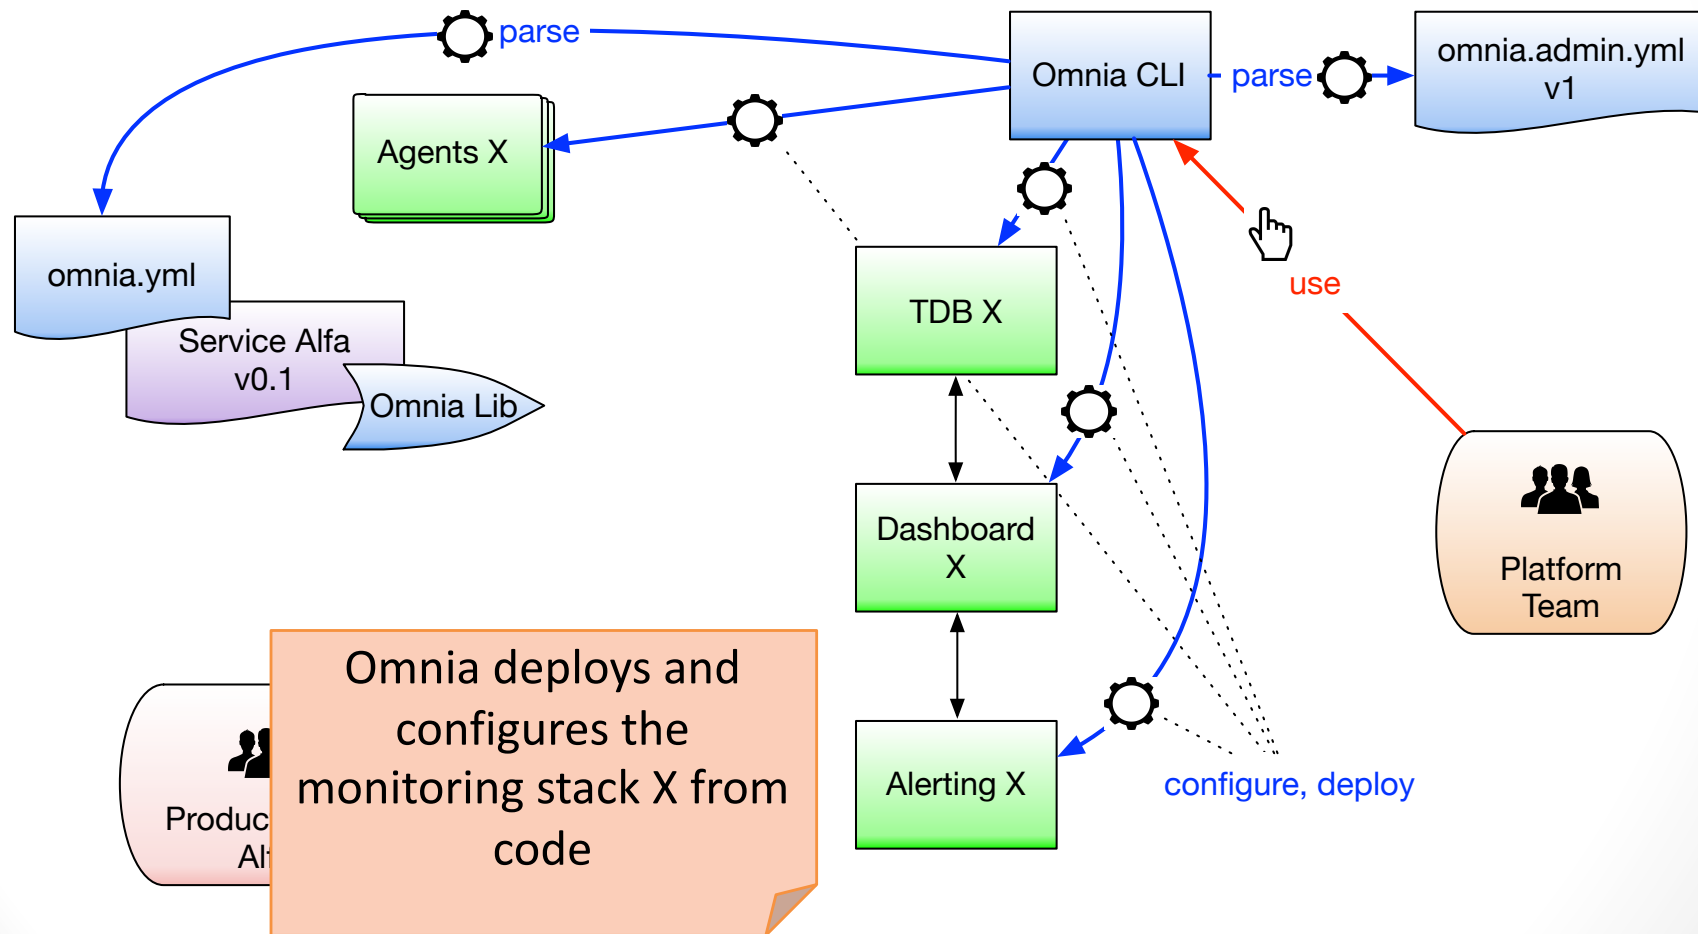 parse
Omnia CLI
parse
omnia.admin.yml
v1
Agents X
omnia.yml
Service Alfa
v0.1
Omnia Lib
TDB X
use
Dashboard
X
Platform
Team
Omnia deploys and
configures the
monitoring stack X from
code
Alerting X
configure, deploy